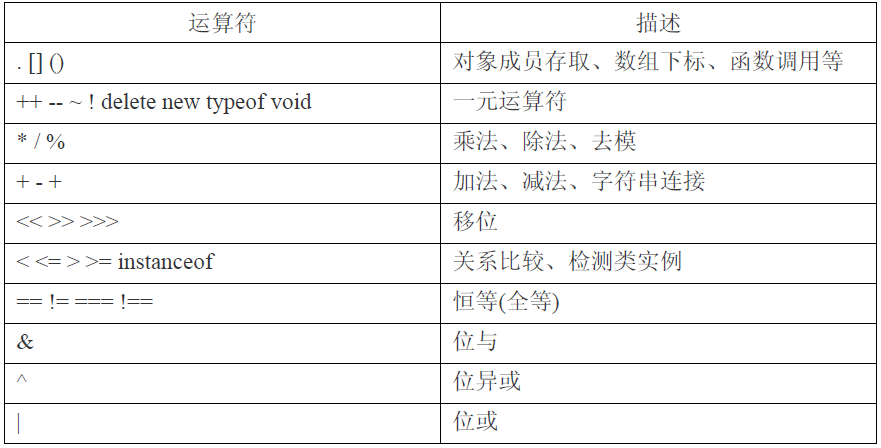 运算符 描述
. [] () 对象成员存取、数组下标、函数调用等
++ -- ~ ! delete new typeof void 一元运算符
* / % 乘法、除法、去模
+ - + 加法、减法、字符串连接
<< >> >>> 移位
< <= > >= instanceof 关系比较、检测类实例
== != === !== 恒等(全等)
& 位与
^ 位异或
| 位或